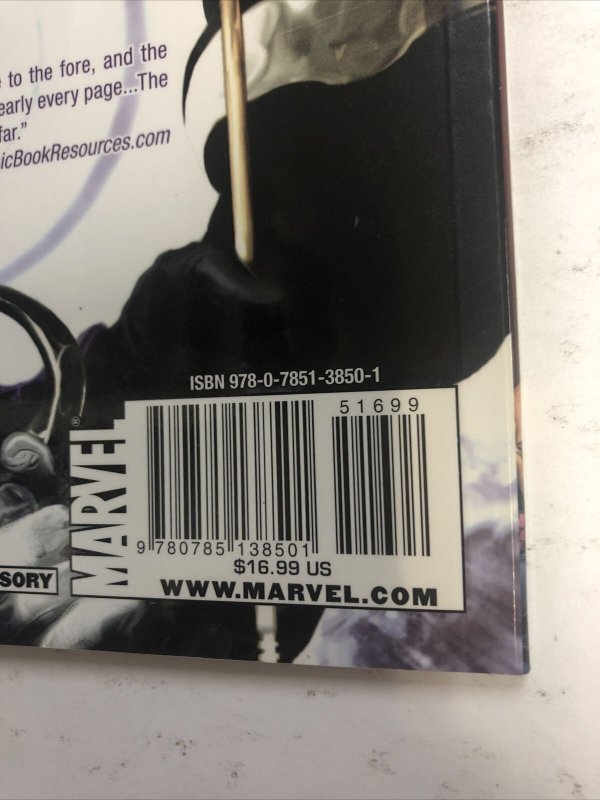 to the fore, and the
early every page...The
far."
icBookResources.com
ISBN 978-0-7851-3850-1
51699
MARVEL®
9 780785 138501
$16.99 US
SORY
WWW.MARVEL.COM